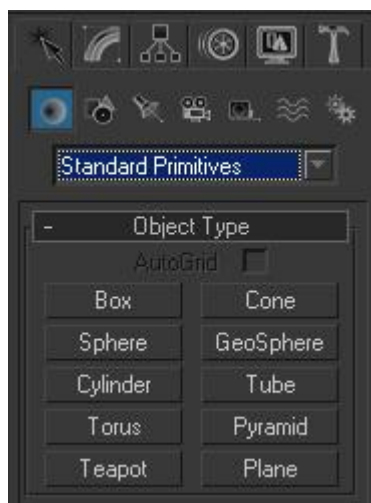 Standard Primitives
- Object Type
AutoGrid
Box Cone
Sphere GeoSphere
Cylinder Tube
Torus Pyramid
Teapot Plane